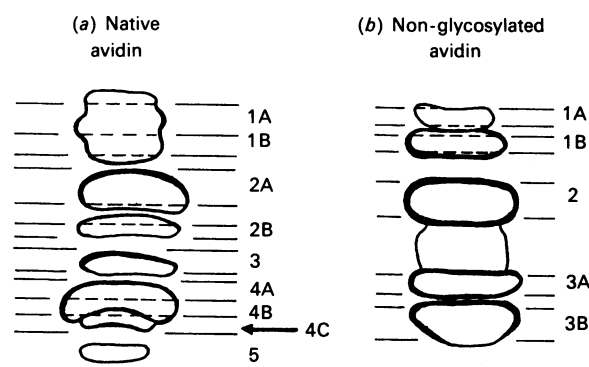 (a) Native
avidin
(b) Non-glycosylated
avidin
1A
1B
2A
2B
3
4A
4B
4C
5
1A
1B
2
3A
3B